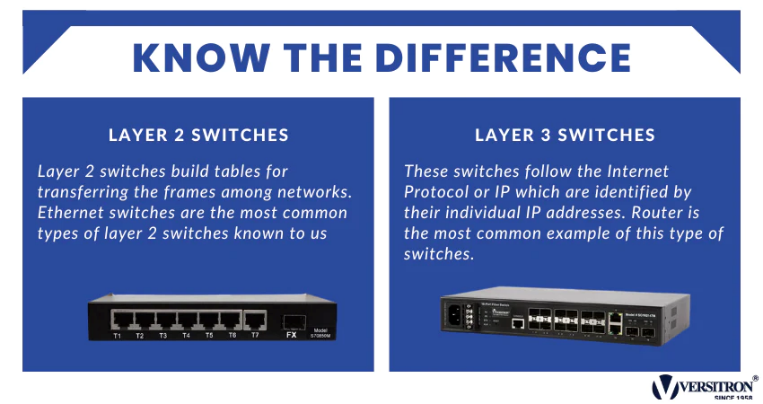 KNOW THE DIFFERENCE
LAYER 2 SWITCHES
Layer 2 switches build tables for
transferring the frames among networks.
Ethernet switches are the most common
types of layer 2 switches known to us
T1 T2 T3 T4 T5 T6 T7 FX
Model
LAYER 3 SWITCHES
These switches follow the Internet
Protocol or IP which are identified by
their individual IP addresses. Router is
the most common example of this type of
switches.
VERSITRON®
SINCE 1958